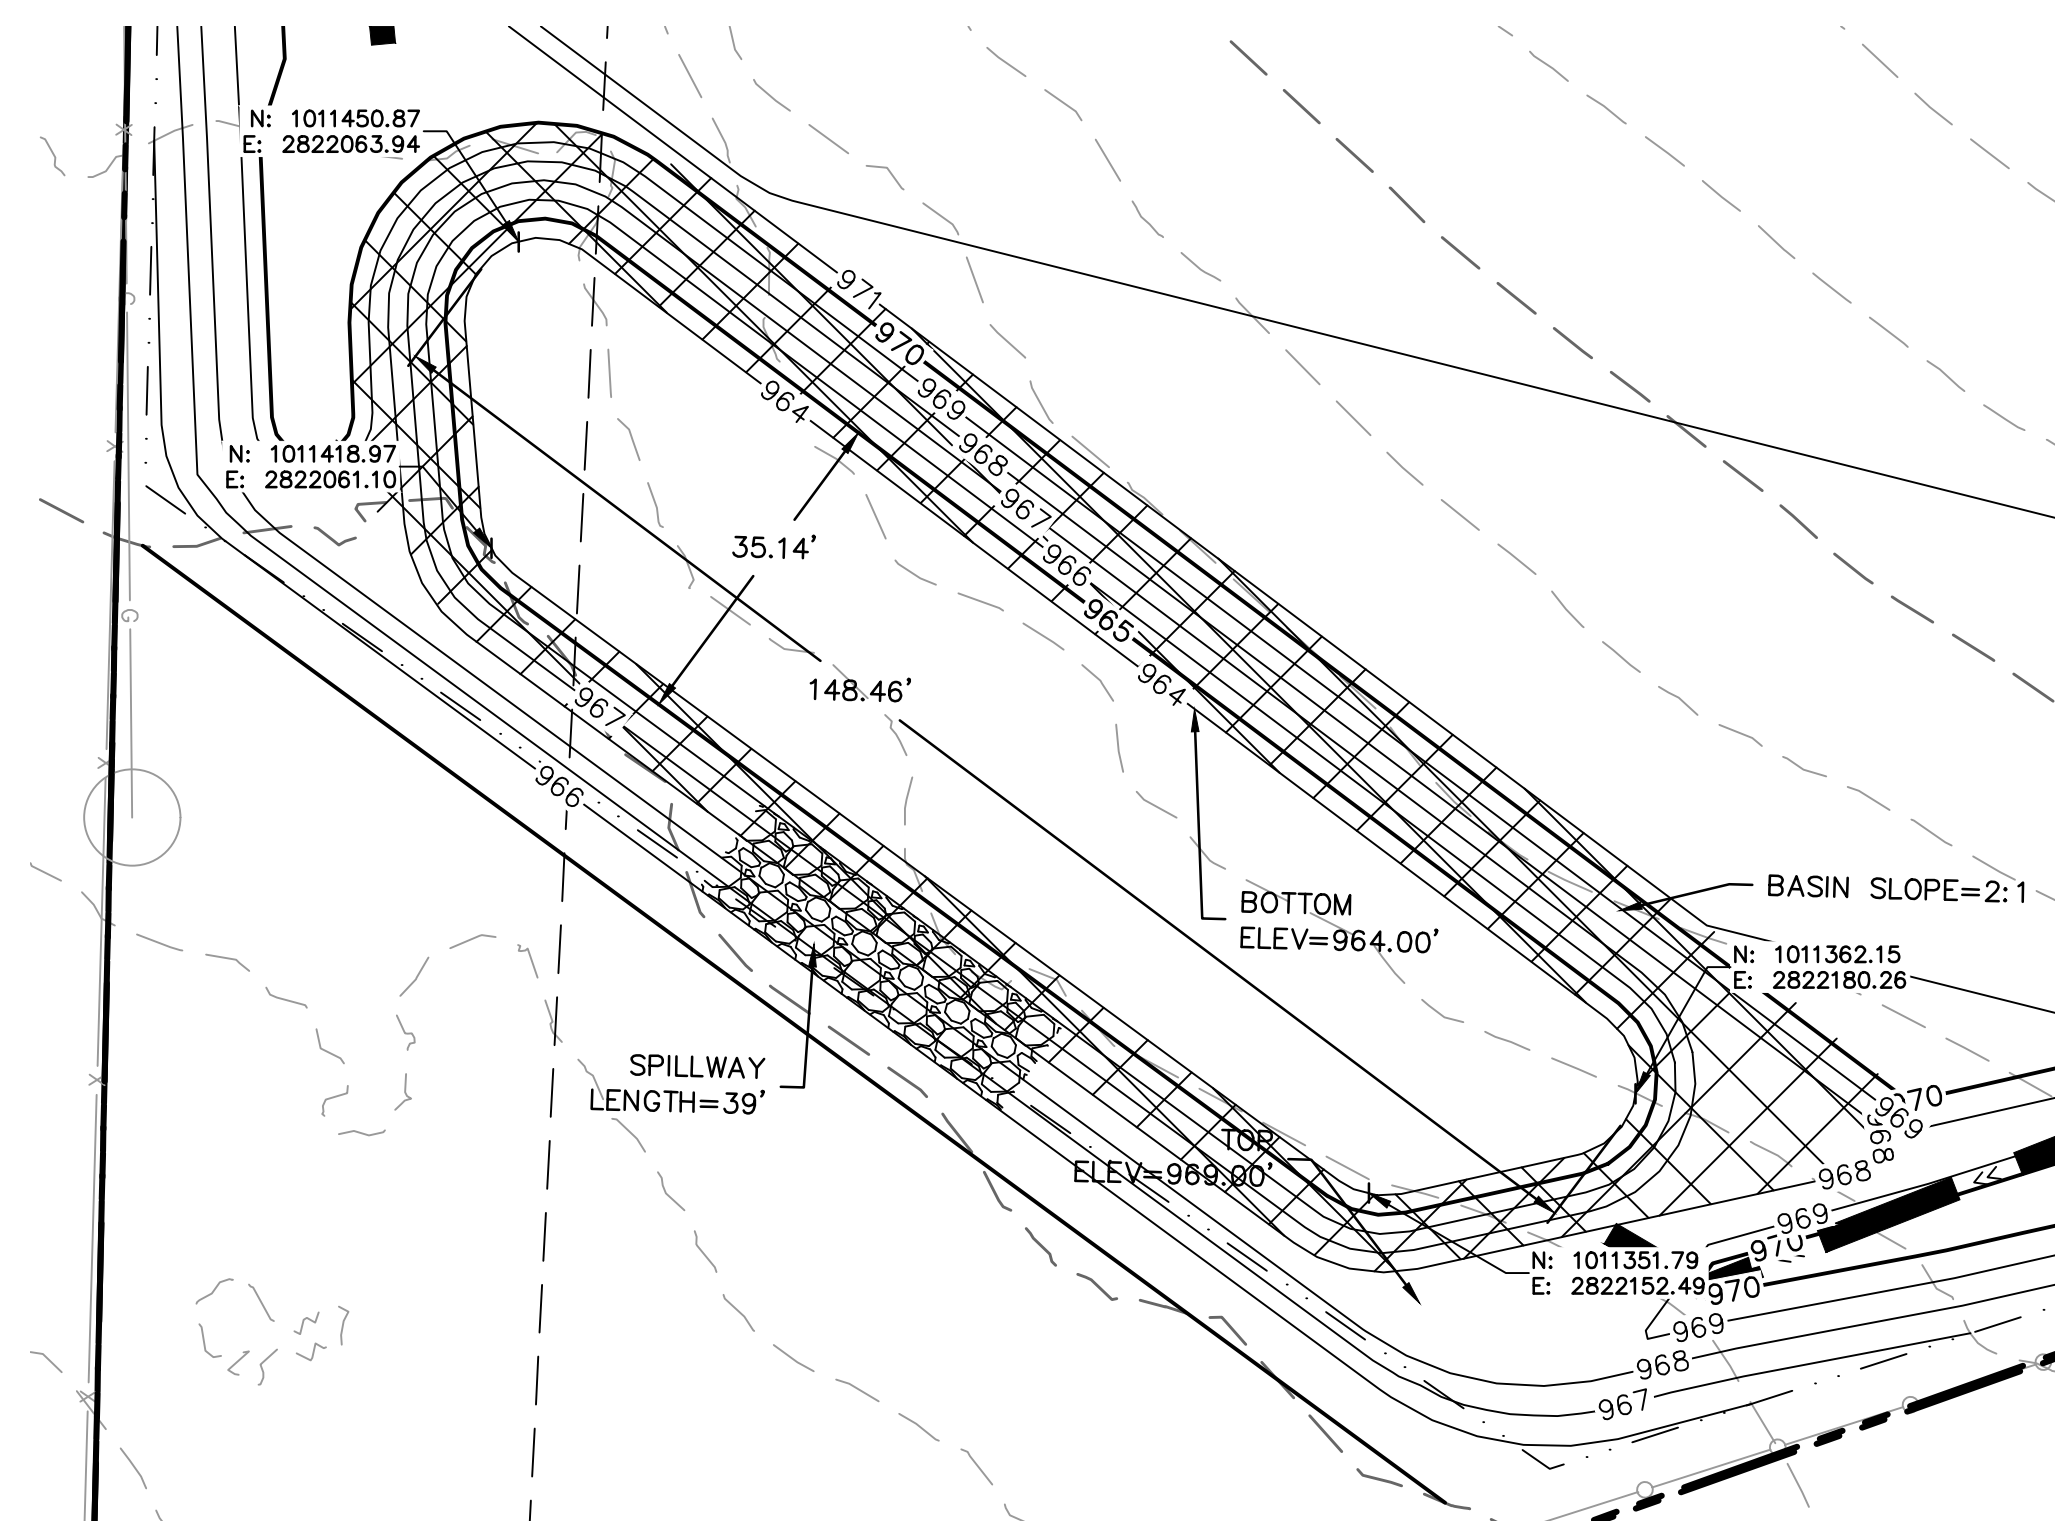 N: 1011450.87
E: 2822063.94
971
970
969
964
968
N: 1011418.97
E: 2822061.10
967
35.14'
966
965
964
148.46'
967
966
G
G
BOTTOM
ELEV=964.00'
BASIN SLOPE=2:1
N: 1011362.15
E: 2822180.26
SPILLWAY
LENGTH=39'
TOP
ELEV=969.00'
970
969
968
968
969
970
N: 1011351.79
E: 2822152.49
970
969
968
967